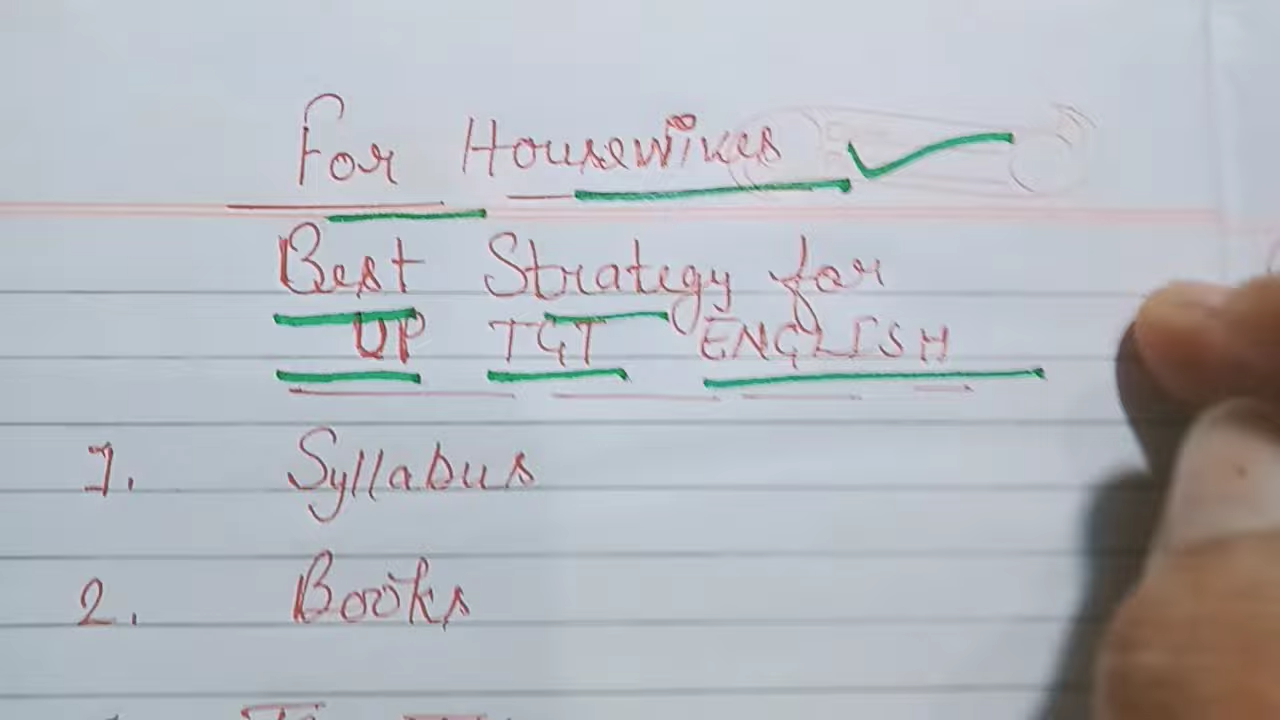 For Housewives
Best Strategy for
UP TGT ENGLISH
1. Syllabus
2. Books